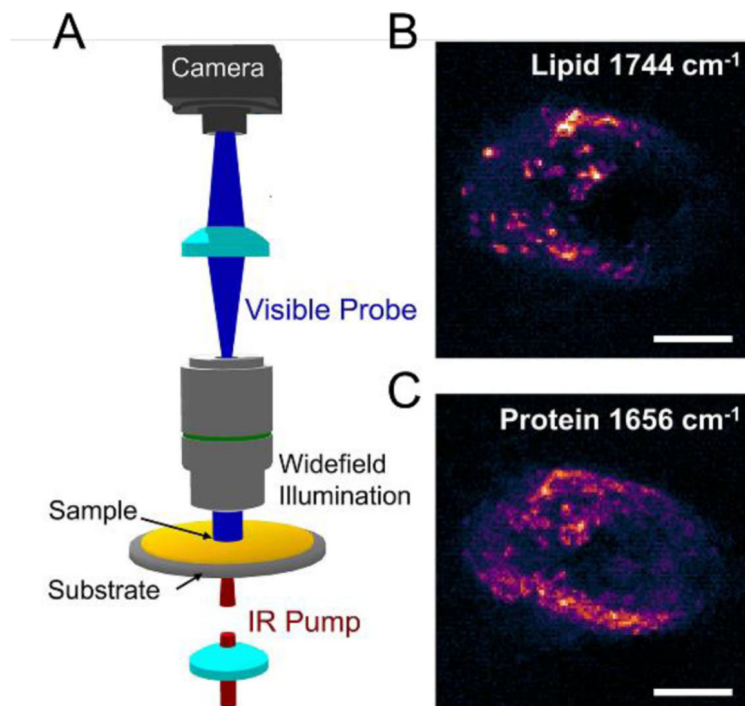 A
Camera
Visible Probe
Widefield
Illumination
Sample
Substrate
IR Pump
B
Lipid 1744 cm⁻¹
C
Protein 1656 cm⁻¹